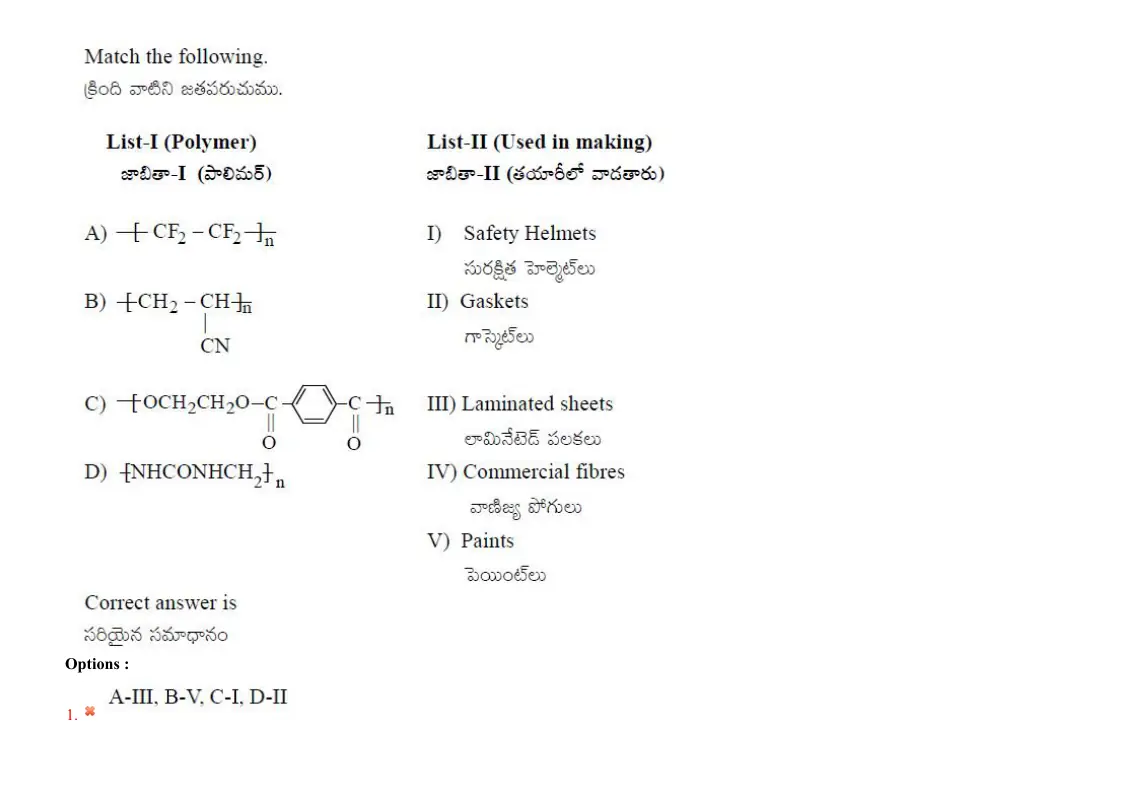 Match the following.
క్రింది వాటిని జతపరుచుము.
List-I (Polymer) List-II (Used in making)
జాబితా-I (పాలిమర్) జాబితా-II (తయారీలో వాడతారు)
A) -[ CF2 – CF2 ]-n I) Safety Helmets
సురక్షిత హెల్మెట్‌లు
B) -[CH2 – CH]-n II) Gaskets
| గాస్కెట్‌లు
CN
C) -[OCH2CH2O–C – –C ]-n III) Laminated sheets
|| ||
O O లామినేటెడ్ పలకలు
D) -[NHCONHCH2]-n IV) Commercial fibres
వాణిజ్య పోగులు
V) Paints
పెయింట్‌లు
Correct answer is
సరియైన సమాధానం
Options :
A-III, B-V, C-I, D-II
1.